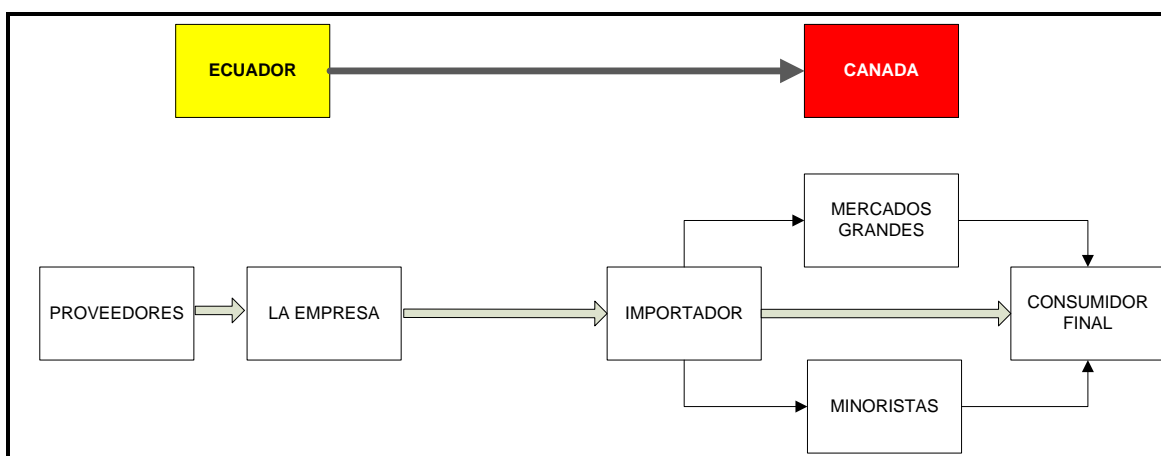 ECUADOR
CANADA
MERCADOS
GRANDES
PROVEEDORES
LA EMPRESA
IMPORTADOR
CONSUMIDOR
FINAL
MINORISTAS